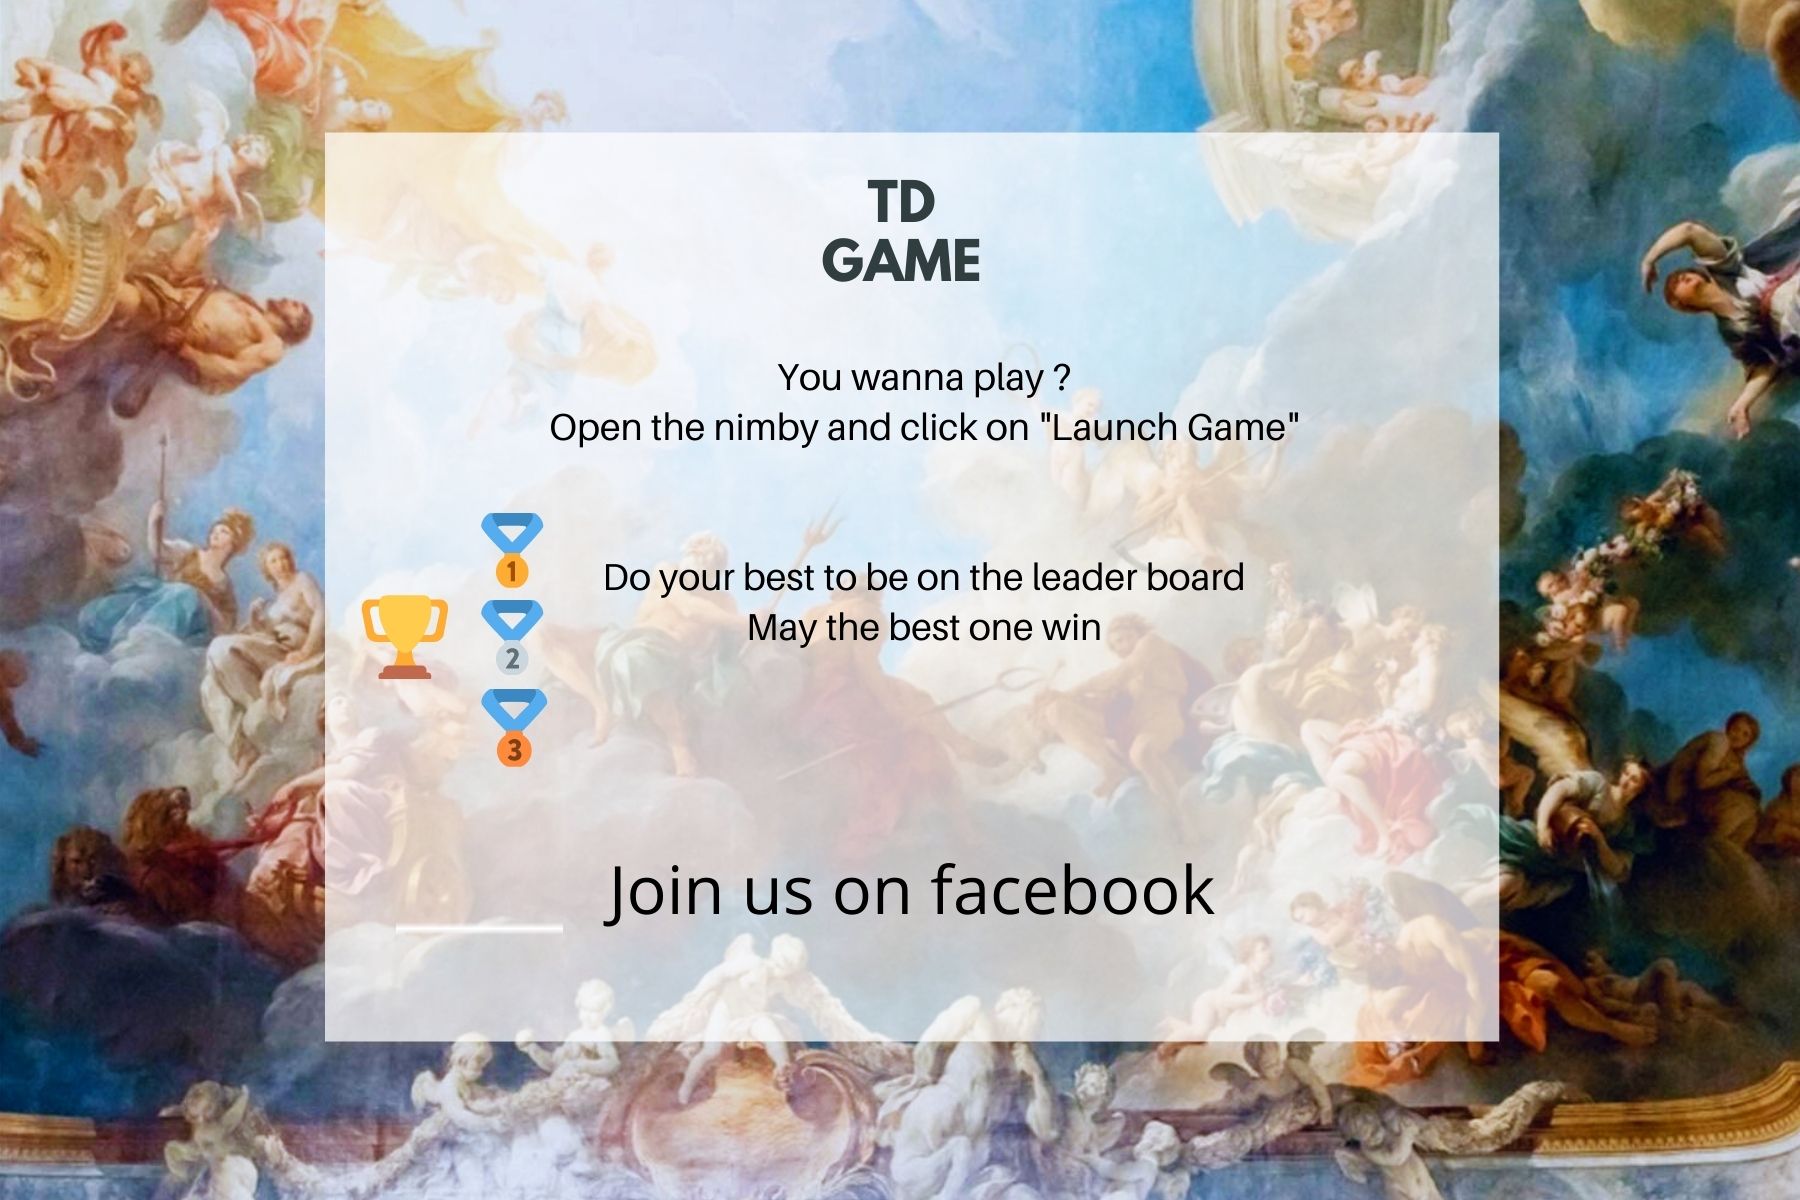 TD
GAME
You wanna play ?
Open the nimby and click on "Launch Game"
1
Do your best to be on the leader board
2
May the best one win
3
Join us on facebook